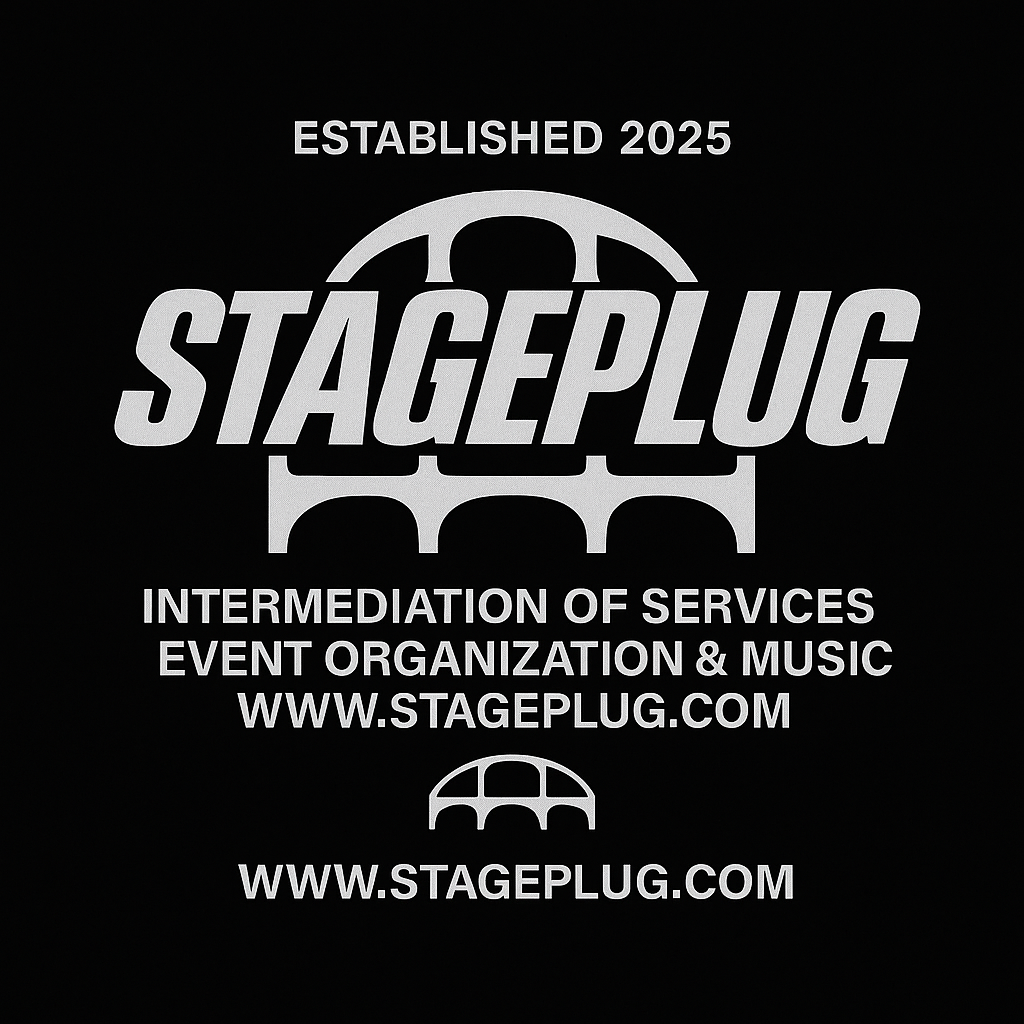 ESTABLISHED 2025
STAGEPLUG
INTERMEDIATION OF SERVICES
EVENT ORGANIZATION & MUSIC
WWW.STAGEPLUG.COM
WWW.STAGEPLUG.COM